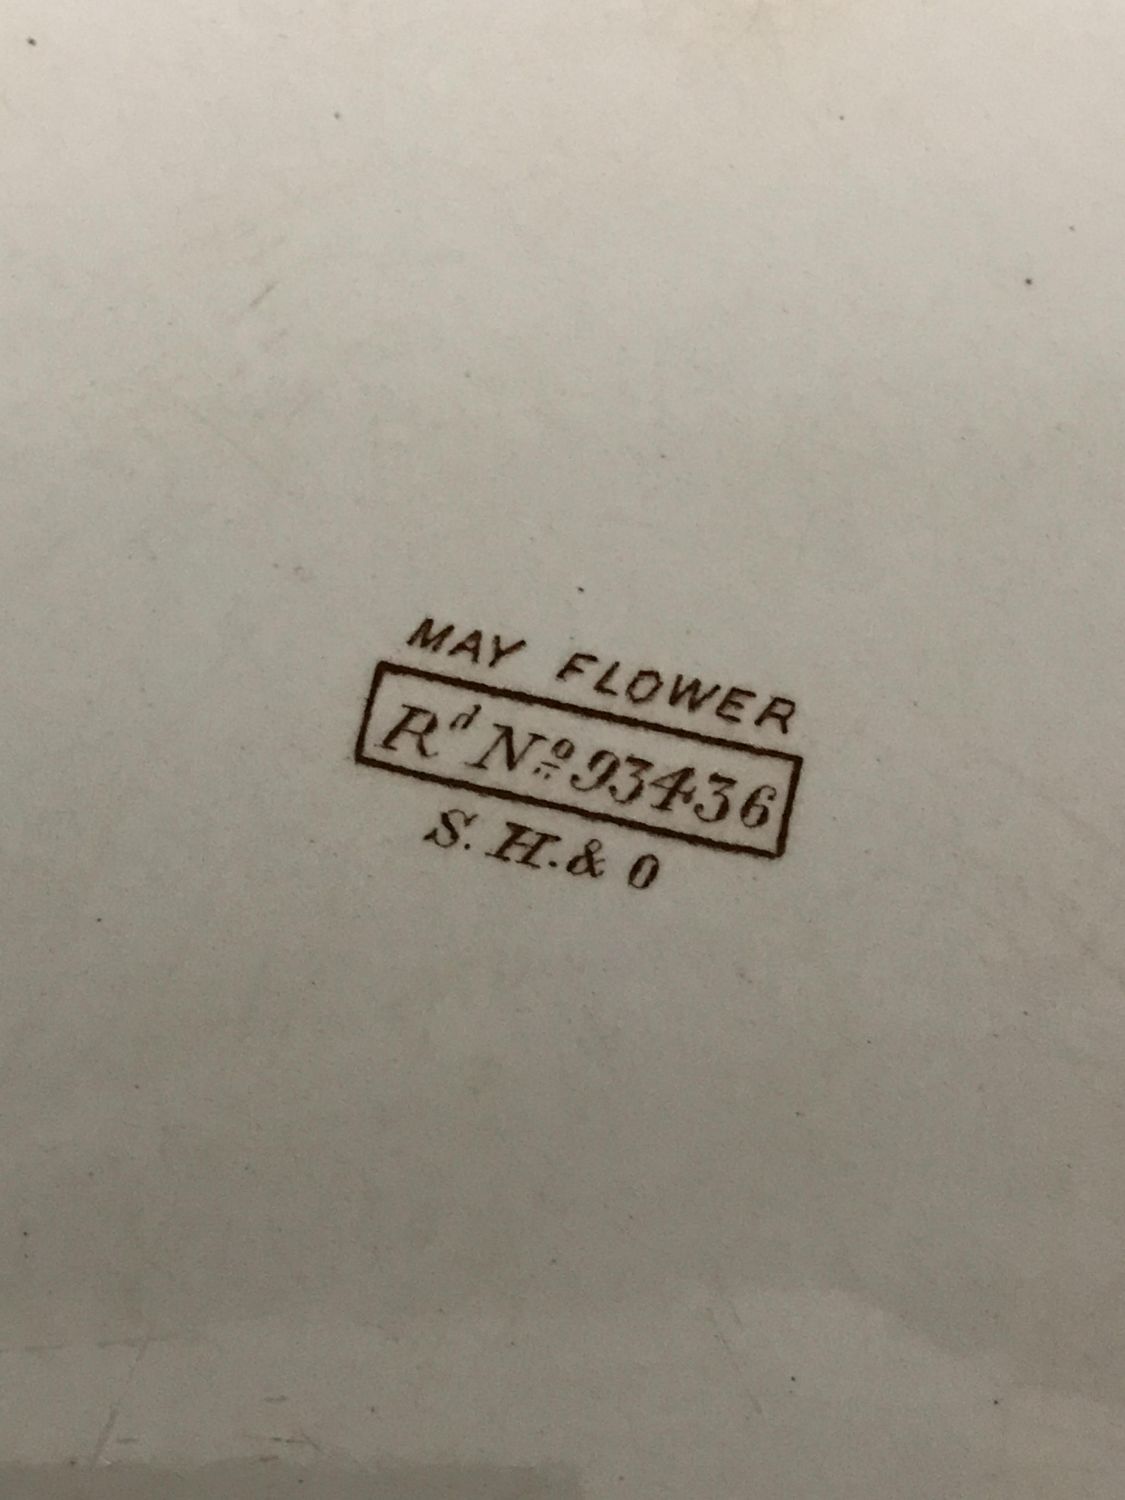 MAY FLOWER
Rᵈ Nº 93436
S. H. & O